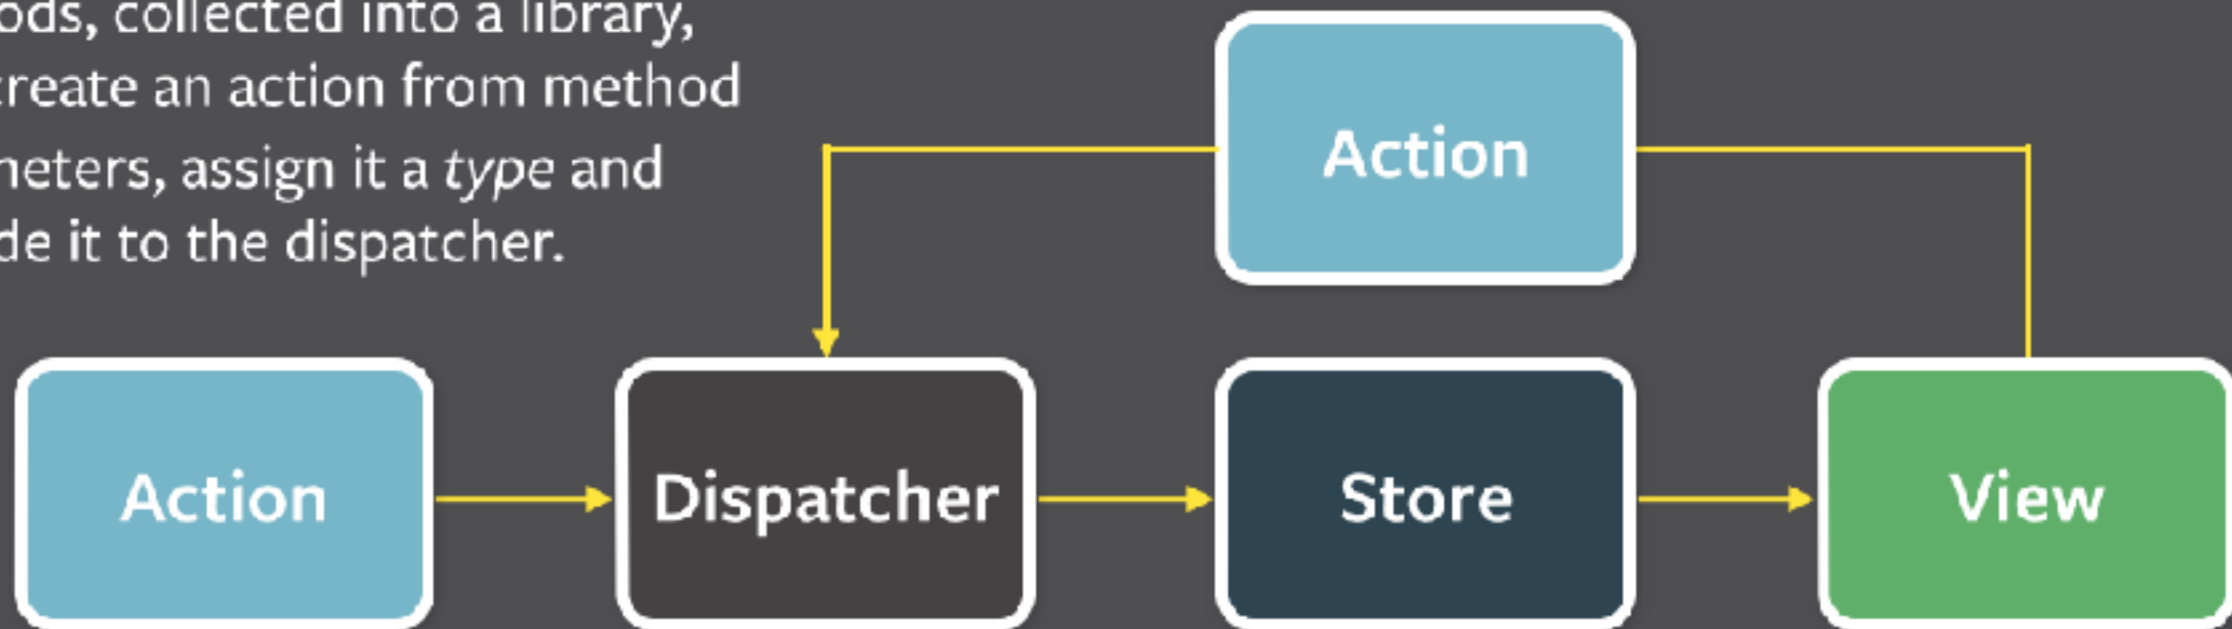 ods, collected into a library,
create an action from method
neters, assign it a type and
de it to the dispatcher.
Action
Action
Dispatcher
Store
View